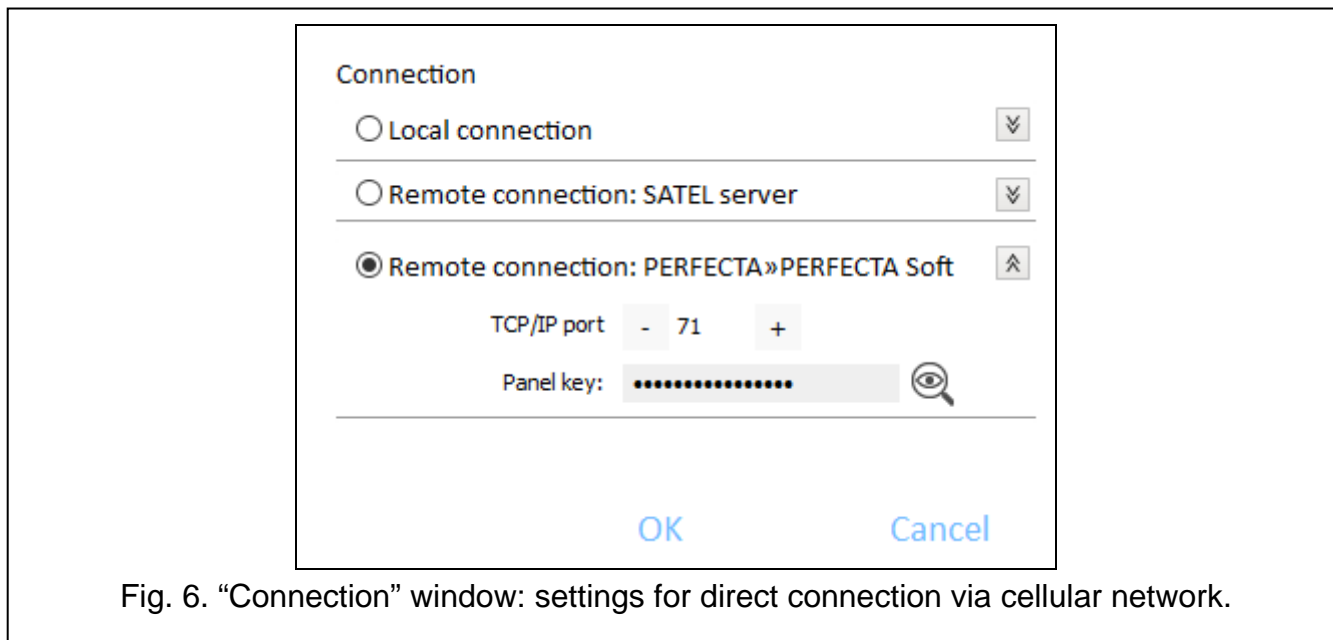 Connection
Local connection
Remote connection: SATEL server
Remote connection: PERFECTA»PERFECTA Soft
TCP/IP port - 71 +
Panel key: ••••••••••••••••
OK Cancel
Fig. 6. “Connection” window: settings for direct connection via cellular network.